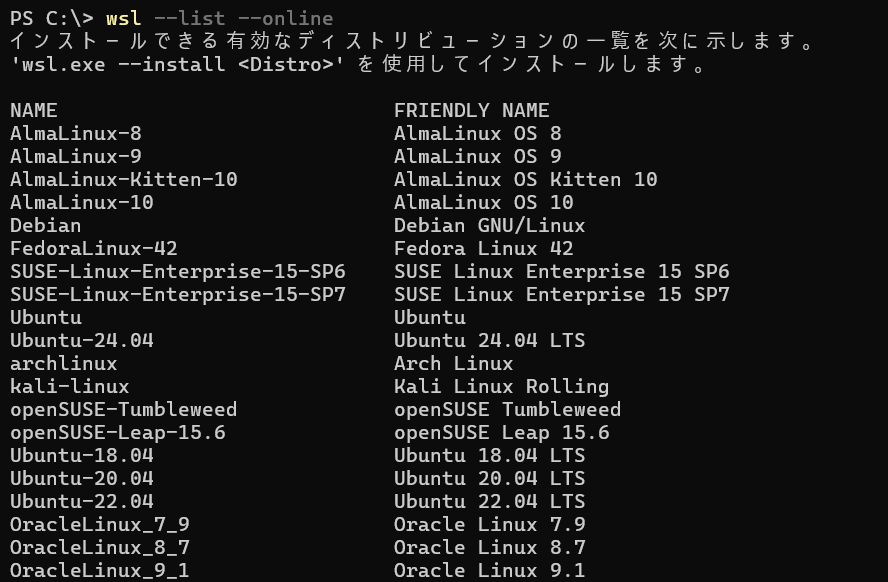 PS C:\> wsl --list --online
インストールできる有効なディストリビューションの一覧を次に示します。
'wsl.exe --install <Distro>' を使用してインストールします。
NAME FRIENDLY NAME
AlmaLinux-8 AlmaLinux OS 8
AlmaLinux-9 AlmaLinux OS 9
AlmaLinux-Kitten-10 AlmaLinux OS Kitten 10
AlmaLinux-10 AlmaLinux OS 10
Debian Debian GNU/Linux
FedoraLinux-42 Fedora Linux 42
SUSE-Linux-Enterprise-15-SP6 SUSE Linux Enterprise 15 SP6
SUSE-Linux-Enterprise-15-SP7 SUSE Linux Enterprise 15 SP7
Ubuntu Ubuntu
Ubuntu-24.04 Ubuntu 24.04 LTS
archlinux Arch Linux
kali-linux Kali Linux Rolling
openSUSE-Tumbleweed openSUSE Tumbleweed
openSUSE-Leap-15.6 openSUSE Leap 15.6
Ubuntu-18.04 Ubuntu 18.04 LTS
Ubuntu-20.04 Ubuntu 20.04 LTS
Ubuntu-22.04 Ubuntu 22.04 LTS
OracleLinux_7_9 Oracle Linux 7.9
OracleLinux_8_7 Oracle Linux 8.7
OracleLinux_9_1 Oracle Linux 9.1